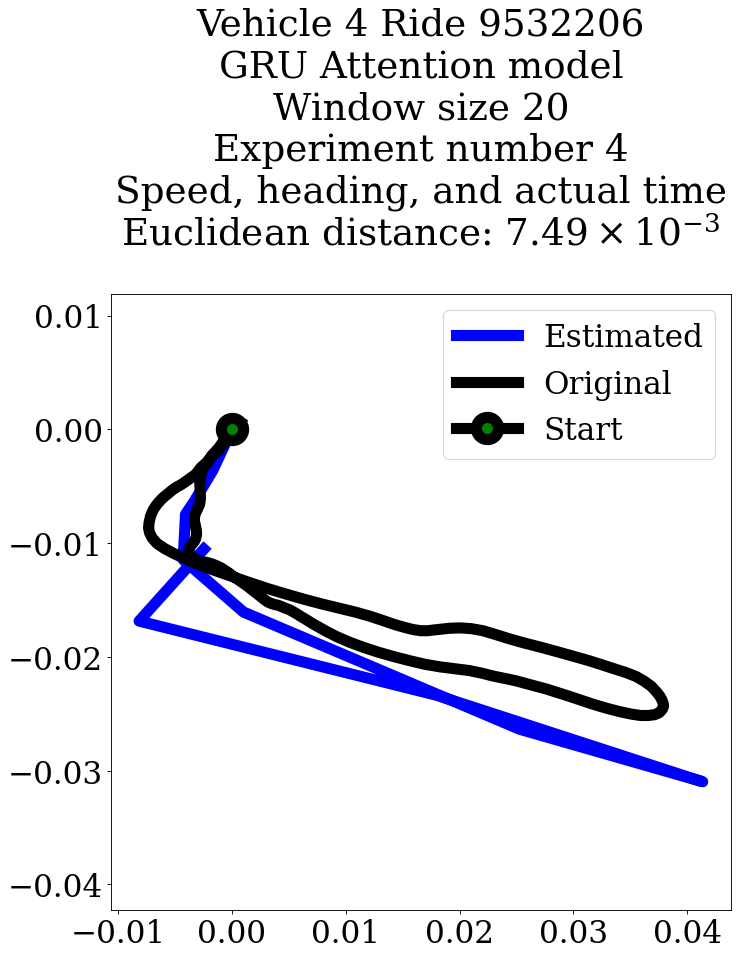 Vehicle 4 Ride 9532206
GRU Attention model
Window size 20
Experiment number 4
Speed, heading, and actual time
Euclidean distance: 7.49 × 10⁻³
Estimated
Original
Start
0.01
0.00
−0.01
−0.02
−0.03
−0.04
−0.01 0.00 0.01 0.02 0.03 0.04